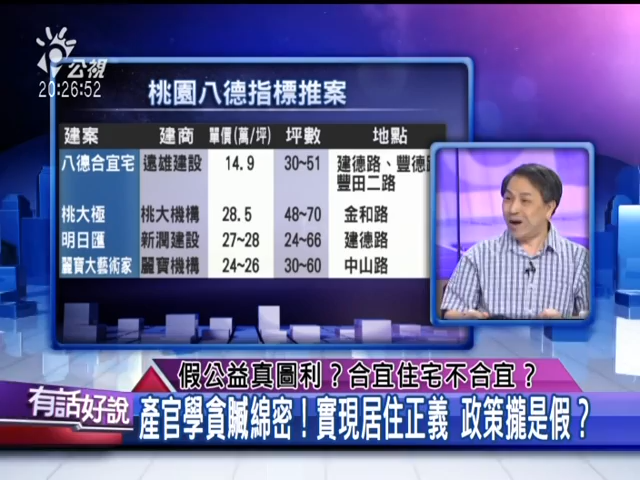 公視
20:26:52
桃園八德指標推案
建案 建商 單價(萬/坪) 坪數 地點
八德合宜宅 遠雄建設 14.9 30~51 建德路、豐德路
豐田二路
桃大極 桃大機構 28.5 48~70 金和路
明日匯 新潤建設 27~28 24~66 建德路
麗寶大藝術家 麗寶機構 24~26 30~60 中山路
假公益真圖利？合宜住宅不合宜？
有話好說
產官學貪贓綿密！實現居住正義 政策攏是假？